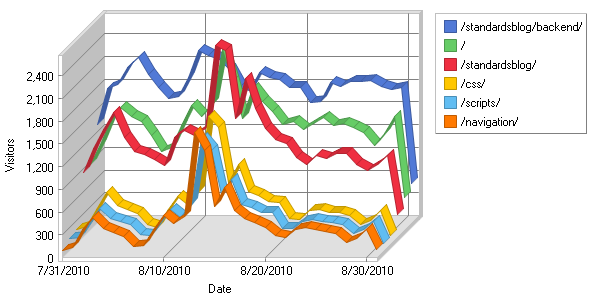 /standardsblog/backend/
/
/standardsblog/
/css/
/scripts/
/navigation/
Visitors
2,400
2,100
1,800
1,500
1,200
900
600
300
0
7/31/2010 8/10/2010 8/20/2010 8/30/2010
Date